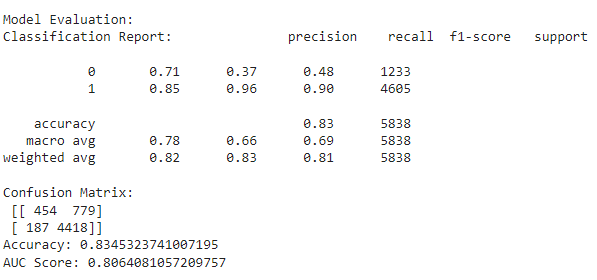 Model Evaluation:
Classification Report:               precision    recall  f1-score   support

           0       0.71      0.37      0.48      1233
           1       0.85      0.96      0.90      4605

    accuracy                           0.83      5838
   macro avg       0.78      0.66      0.69      5838
weighted avg       0.82      0.83      0.81      5838

Confusion Matrix:
 [[ 454  779]
 [ 187 4418]]
Accuracy: 0.8345323741007195
AUC Score: 0.8064081057209757